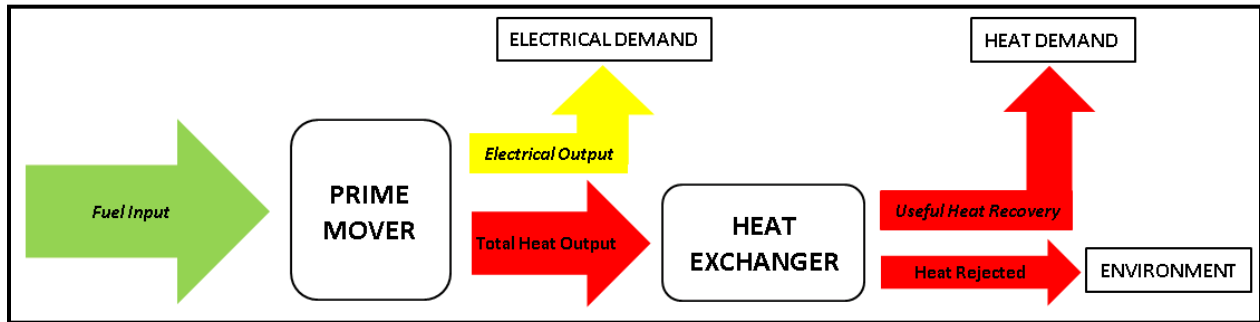 ELECTRICAL DEMAND
HEAT DEMAND
Fuel Input
PRIME
MOVER
Electrical Output
Total Heat Output
HEAT
EXCHANGER
Useful Heat Recovery
Heat Rejected
ENVIRONMENT